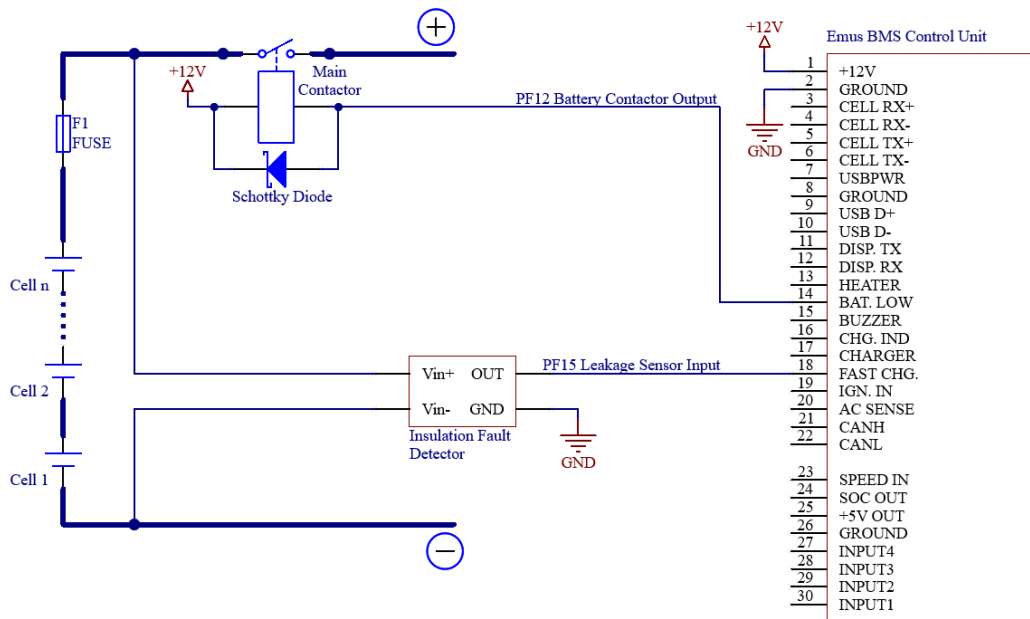 +12V
Main
Contactor
F1
FUSE
PF12 Battery Contactor Output
Schottky Diode
Cell n
Cell 2
Cell 1
Vin+ OUT
Vin- GND
Insulation Fault
Detector
PF15 Leakage Sensor Input
GND
+12V
GND
Emus BMS Control Unit
1 +12V
2 GROUND
3 CELL RX+
4 CELL RX-
5 CELL TX+
6 CELL TX-
7 USBPWR
8 GROUND
9 USB D+
10 USB D-
11 DISP. TX
12 DISP. RX
13 HEATER
14 BAT. LOW
15 BUZZER
16 CHG. IND
17 CHARGER
18 FAST CHG.
19 IGN. IN
20 AC SENSE
21 CANH
22 CANL
23 SPEED IN
24 SOC OUT
25 +5V OUT
26 GROUND
27 INPUT4
28 INPUT3
29 INPUT2
30 INPUT1